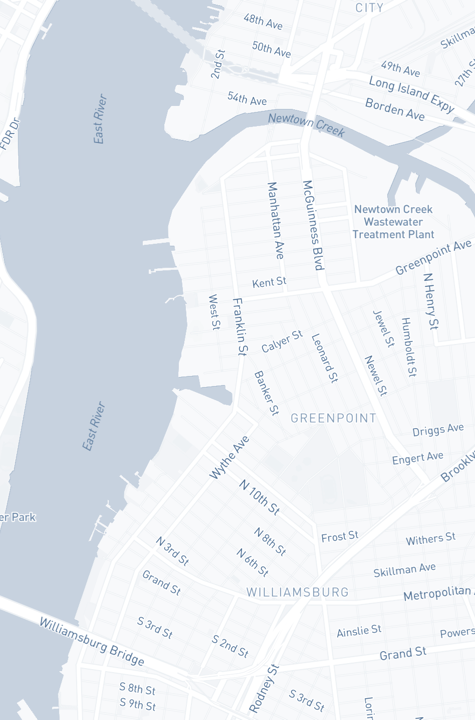 CITY
48th Ave
50th Ave
2nd St
49th Ave
Skillma
27th S
54th Ave
Long Island Expy
Borden Ave
East River
FDR Dr
Newtown Creek
Manhattan Ave
McGuinness Blvd
Newtown Creek
Wastewater
Treatment Plant
Greenpoint Ave
Kent St
N Henry St
West St
Franklin St
Calyer St
Leonard St
Jewel St
Humboldt St
Banker St
Newel St
East River
GREENPOINT
Driggs Ave
Wythe Ave
Engert Ave
Brookly
N 10th St
er Park
N 8th St
Frost St
Withers St
N 3rd St
N 6th St
Skillman Ave
Grand St
WILLIAMSBURG
Metropolitan
Williamsburg Bridge
S 3rd St
S 2nd St
Ainslie St
Powers
Grand St
S 8th St
S 9th St
Rodney St
S 3rd St
Lorin